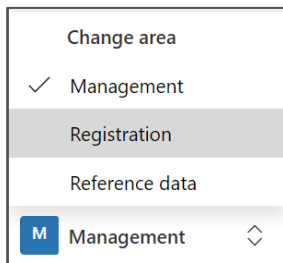 Change area
Management
Registration
Reference data
M Management